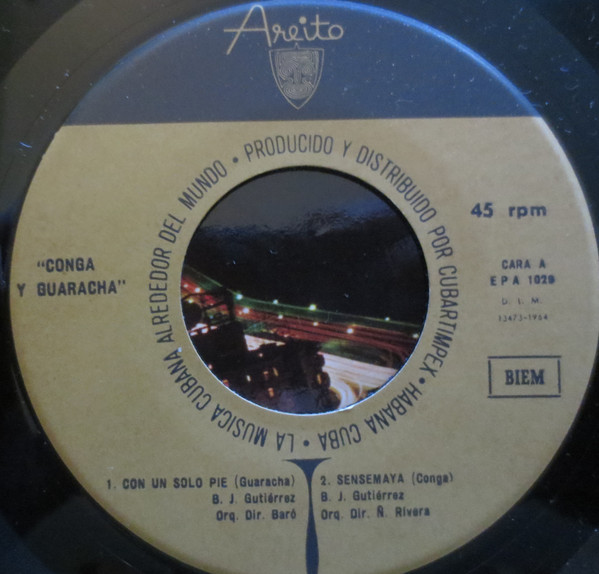 Areito
PRODUCIDO Y DISTRIBUIDO POR CUBARTIMPEX • HABANA CUBA • LA MUSICA CUBANA ALREDEDOR DEL MUNDO •
45 rpm
"CONGA
Y GUARACHA"
CARA A
EPA 1029
D. L. M.
13473-1964
BIEM
1. CON UN SOLO PIE (Guaracha)
B. J. Gutiérrez
Orq. Dir. Baró
2. SENSEMAYA (Conga)
B. J. Gutiérrez
Orq. Dir. Ñ. Rivera